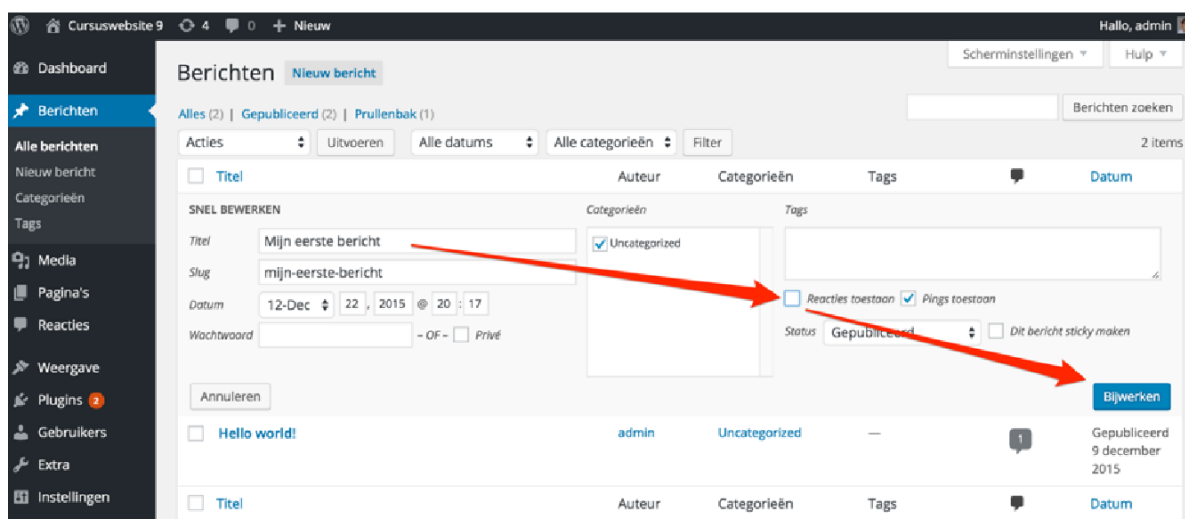 Cursuswebsite 9 4 0 + Nieuw Hallo, admin
Dashboard
Berichten
Alle berichten
Nieuw bericht
Categorieën
Tags
Media
Pagina's
Reacties
Weergave
Plugins 2
Gebruikers
Extra
Instellingen
Scherminstellingen Hulp
Berichten Nieuw bericht
Alles (2) | Gepubliceerd (2) | Prullenbak (1) Berichten zoeken
Acties Uitvoeren Alle datums Alle categorieën Filter 2 items
Titel Auteur Categorieën Tags Datum
SNEL BEWERKEN Categorieën Tags
Titel Mijn eerste bericht Uncategorized
Slug mijn-eerste-bericht
Datum 12-Dec 22 , 2015 @ 20 : 17 Reacties toestaan Pings toestaan
Wachtwoord – OF – Privé Status Gepubliceerd Dit bericht sticky maken
Annuleren Bijwerken
Hello world! admin Uncategorized — 1 Gepubliceerd
9 december
2015
Titel Auteur Categorieën Tags Datum